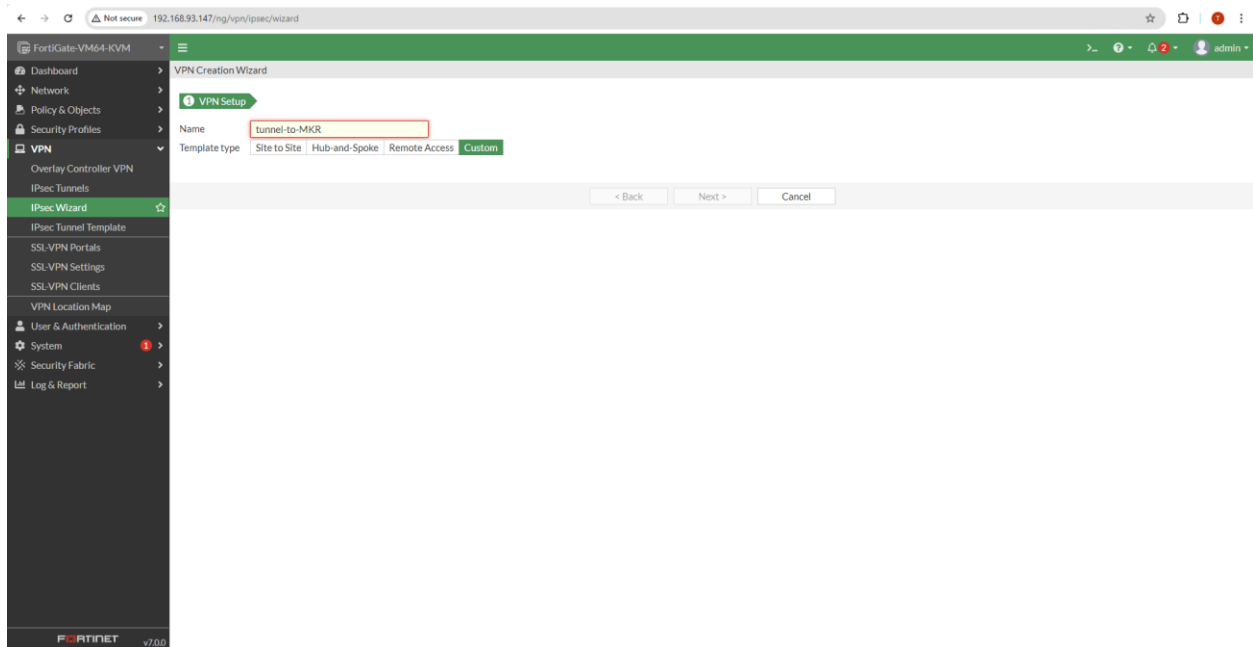 Not secure 192.168.93.147/ng/vpn/ipsec/wizard
FortiGate-VM64-KVM
>_ 2 admin
Dashboard
Network
Policy & Objects
Security Profiles
VPN
Overlay Controller VPN
IPsec Tunnels
IPsec Wizard
IPsec Tunnel Template
SSL-VPN Portals
SSL-VPN Settings
SSL-VPN Clients
VPN Location Map
User & Authentication
System 1
Security Fabric
Log & Report
FORTINET v7.0.0
VPN Creation Wizard
1 VPN Setup
Name tunnel-to-MKR
Template type Site to Site Hub-and-Spoke Remote Access Custom
< Back Next > Cancel